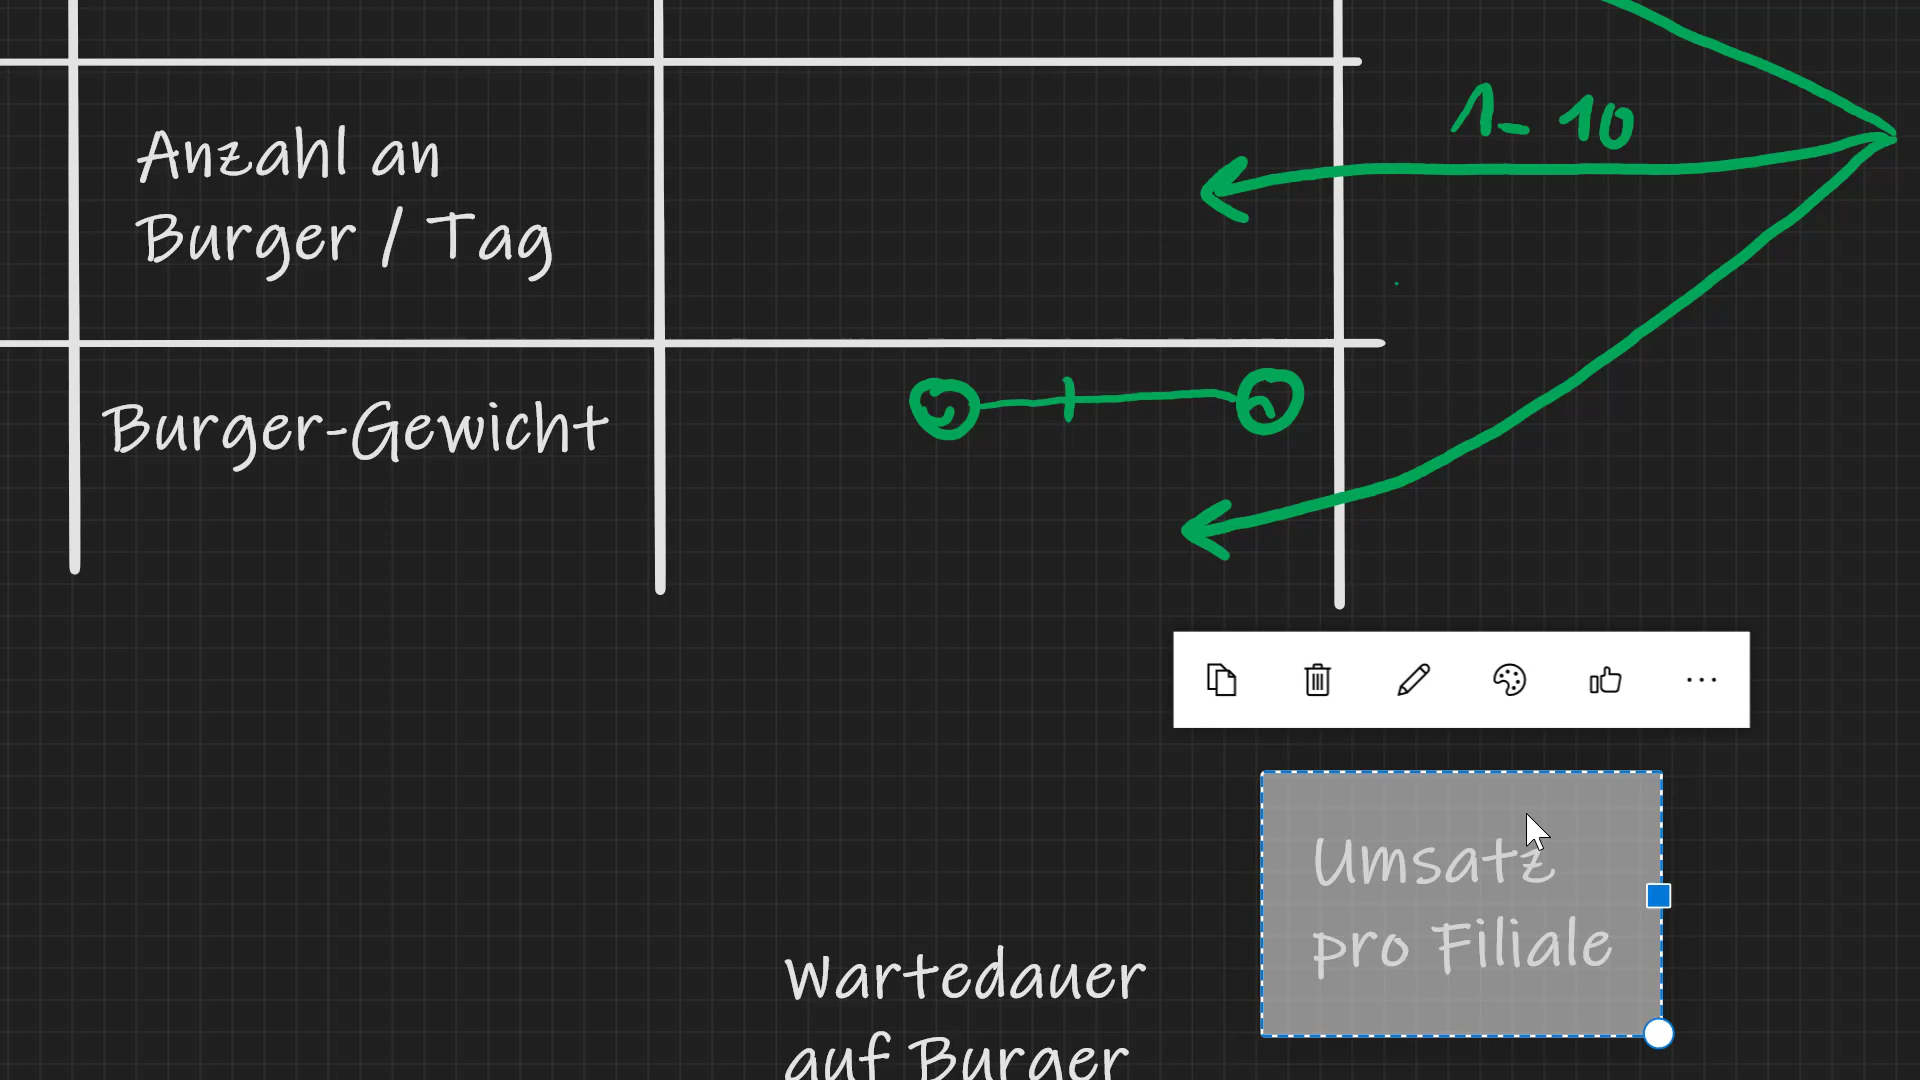 1-10
Anzahl an
Burger / Tag
Burger-Gewicht
Umsatz
pro Filiale
Wartedauer
auf Burger